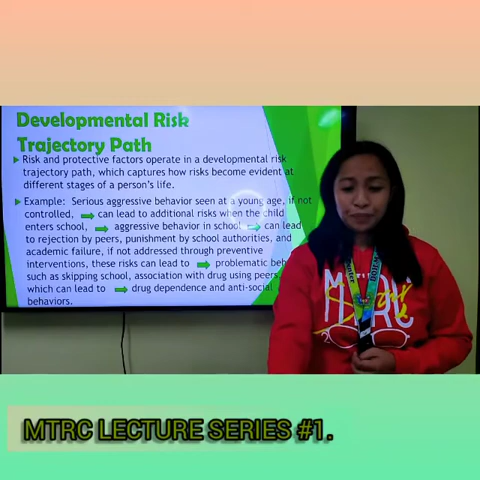 Developmental Risk
Trajectory Path
Risk and protective factors operate in a developmental risk
trajectory path, which captures how risks become evident at
different stages of a person's life.
Example: Serious aggressive behavior seen at a young age, if not
controlled, can lead to additional risks when the child
enters school, aggressive behavior in school can lead
to rejection by peers, punishment by school authorities, and
academic failure, if not addressed through preventive
interventions, these risks can lead to problematic
such as skipping school, association with drug using peers,
which can lead to drug dependence and anti-social
behaviors.
MTRC LECTURE SERIES #1.